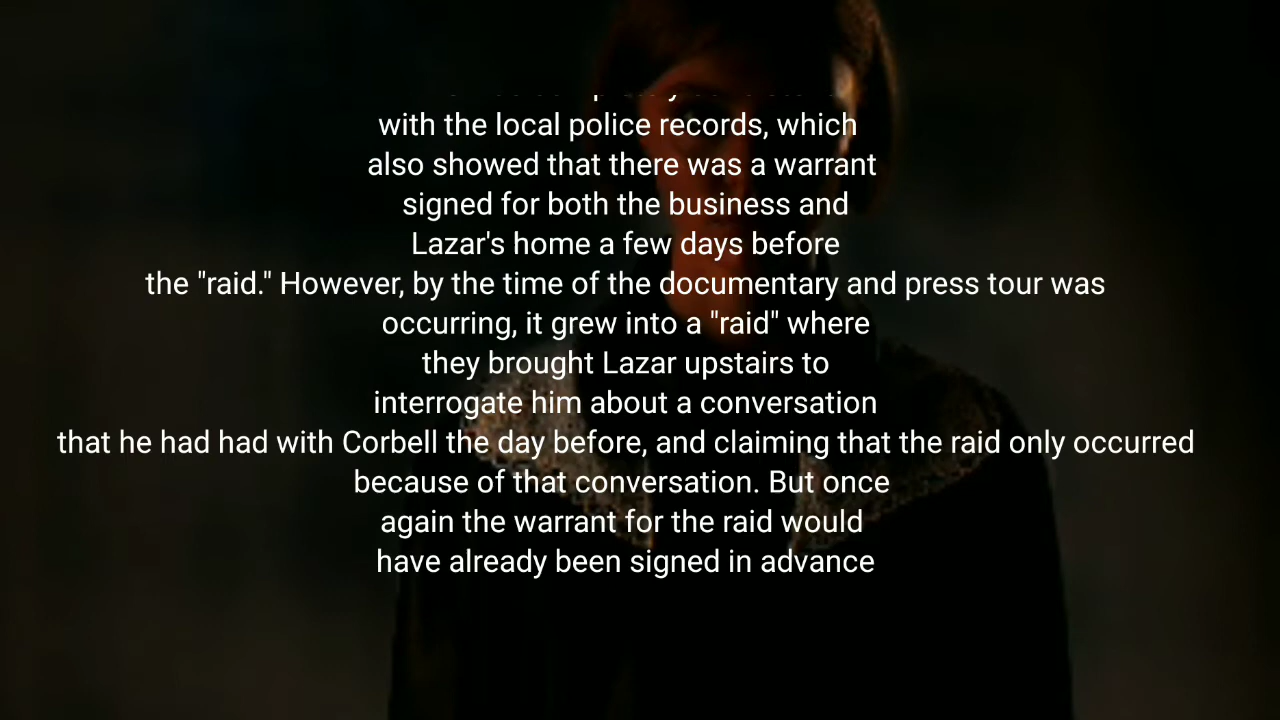 with the local police records, which
also showed that there was a warrant
signed for both the business and
Lazar's home a few days before
the "raid." However, by the time of the documentary and press tour was
occurring, it grew into a "raid" where
they brought Lazar upstairs to
interrogate him about a conversation
that he had had with Corbell the day before, and claiming that the raid only occurred
because of that conversation. But once
again the warrant for the raid would
have already been signed in advance